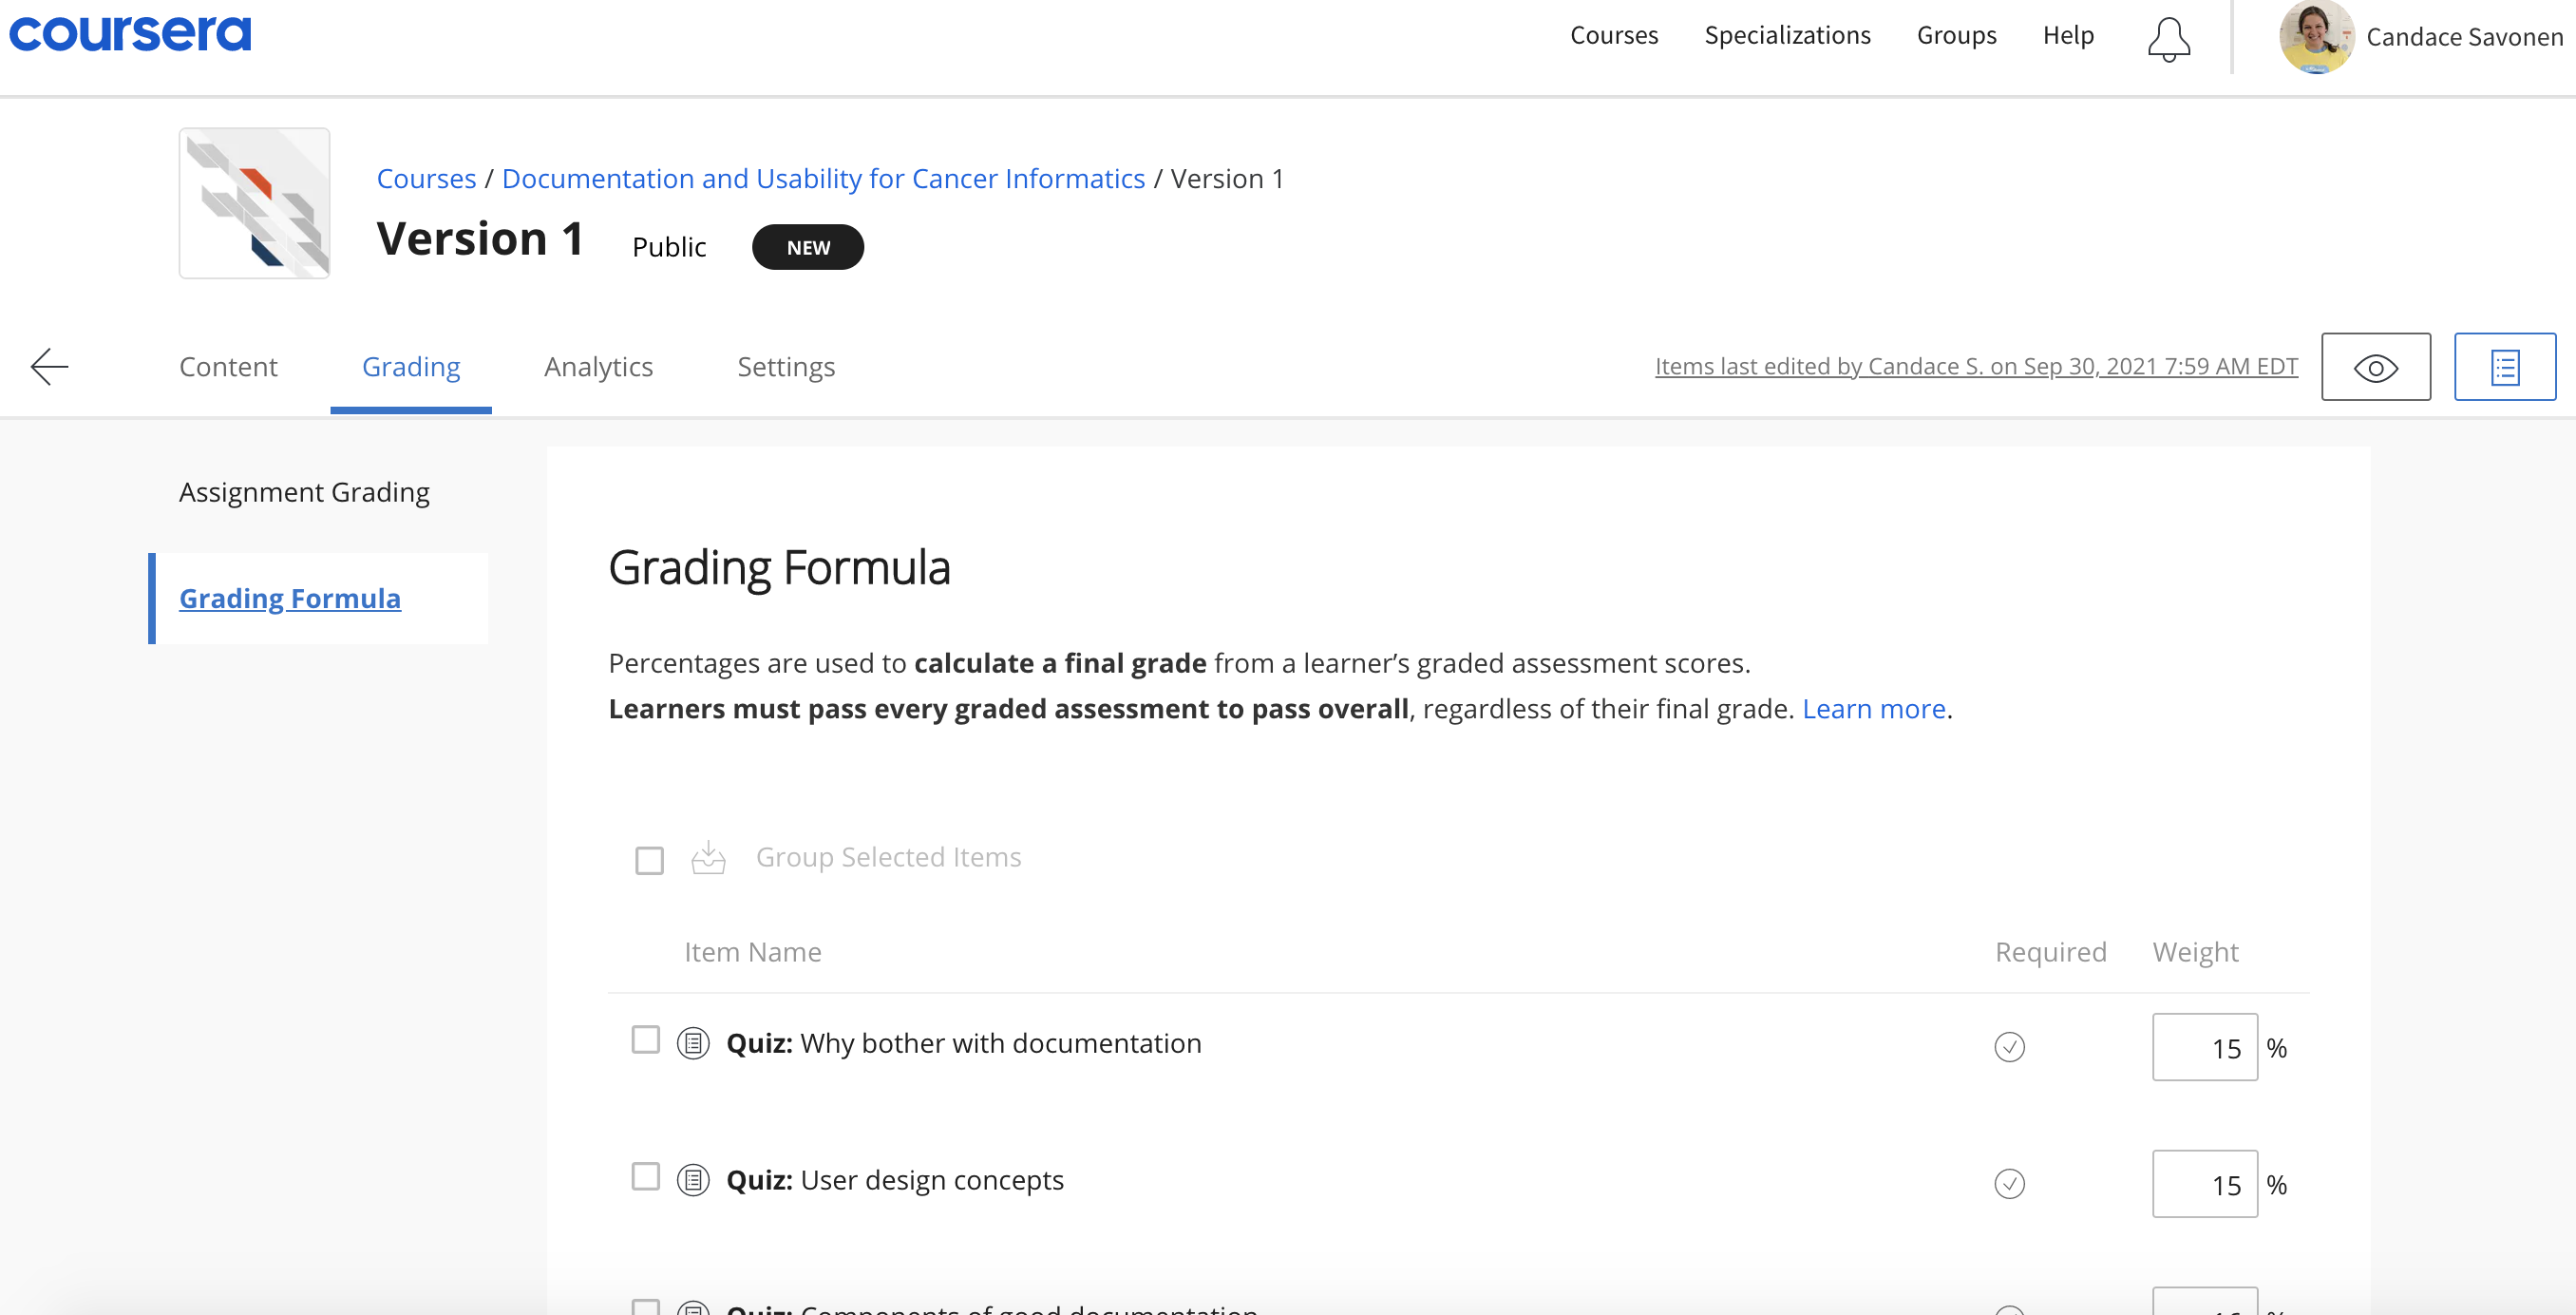 coursera
Courses Specializations Groups Help Candace Savonen
Courses / Documentation and Usability for Cancer Informatics / Version 1
Version 1 Public NEW
Content Grading Analytics Settings Items last edited by Candace S. on Sep 30, 2021 7:59 AM EDT
Assignment Grading
Grading Formula
Grading Formula
Percentages are used to calculate a final grade from a learner’s graded assessment scores.
Learners must pass every graded assessment to pass overall, regardless of their final grade. Learn more.
Group Selected Items
Item Name Required Weight
Quiz: Why bother with documentation 15 %
Quiz: User design concepts 15 %
Quiz: Components of good documentation 16 %